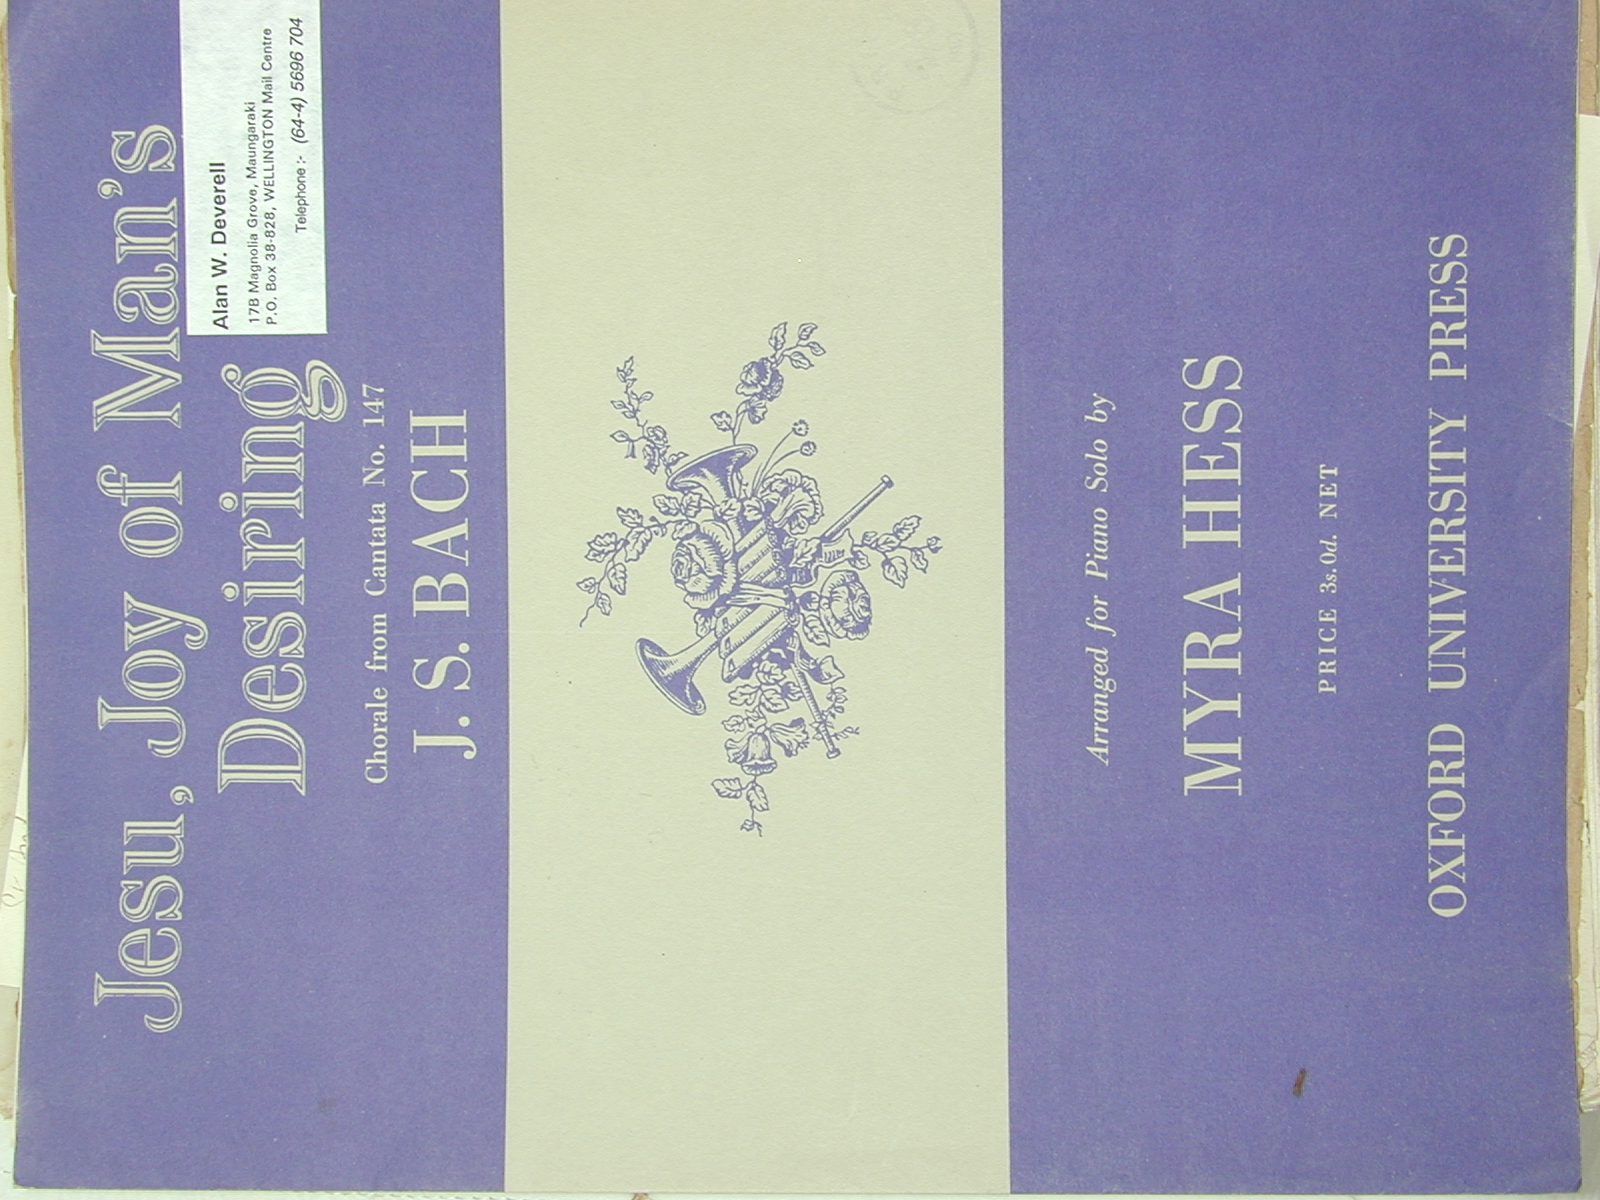 Jesu, Joy of Man's
Desiring
Chorale from Cantata No. 147
J. S. BACH
Alan W. Deverell
17B Magnolia Grove, Maungaraki
P.O. Box 38-828, WELLINGTON Mail Centre
Telephone :- (64-4) 5696 704
Arranged for Piano Solo by
MYRA HESS
PRICE 3s. 0d. NET
OXFORD UNIVERSITY PRESS